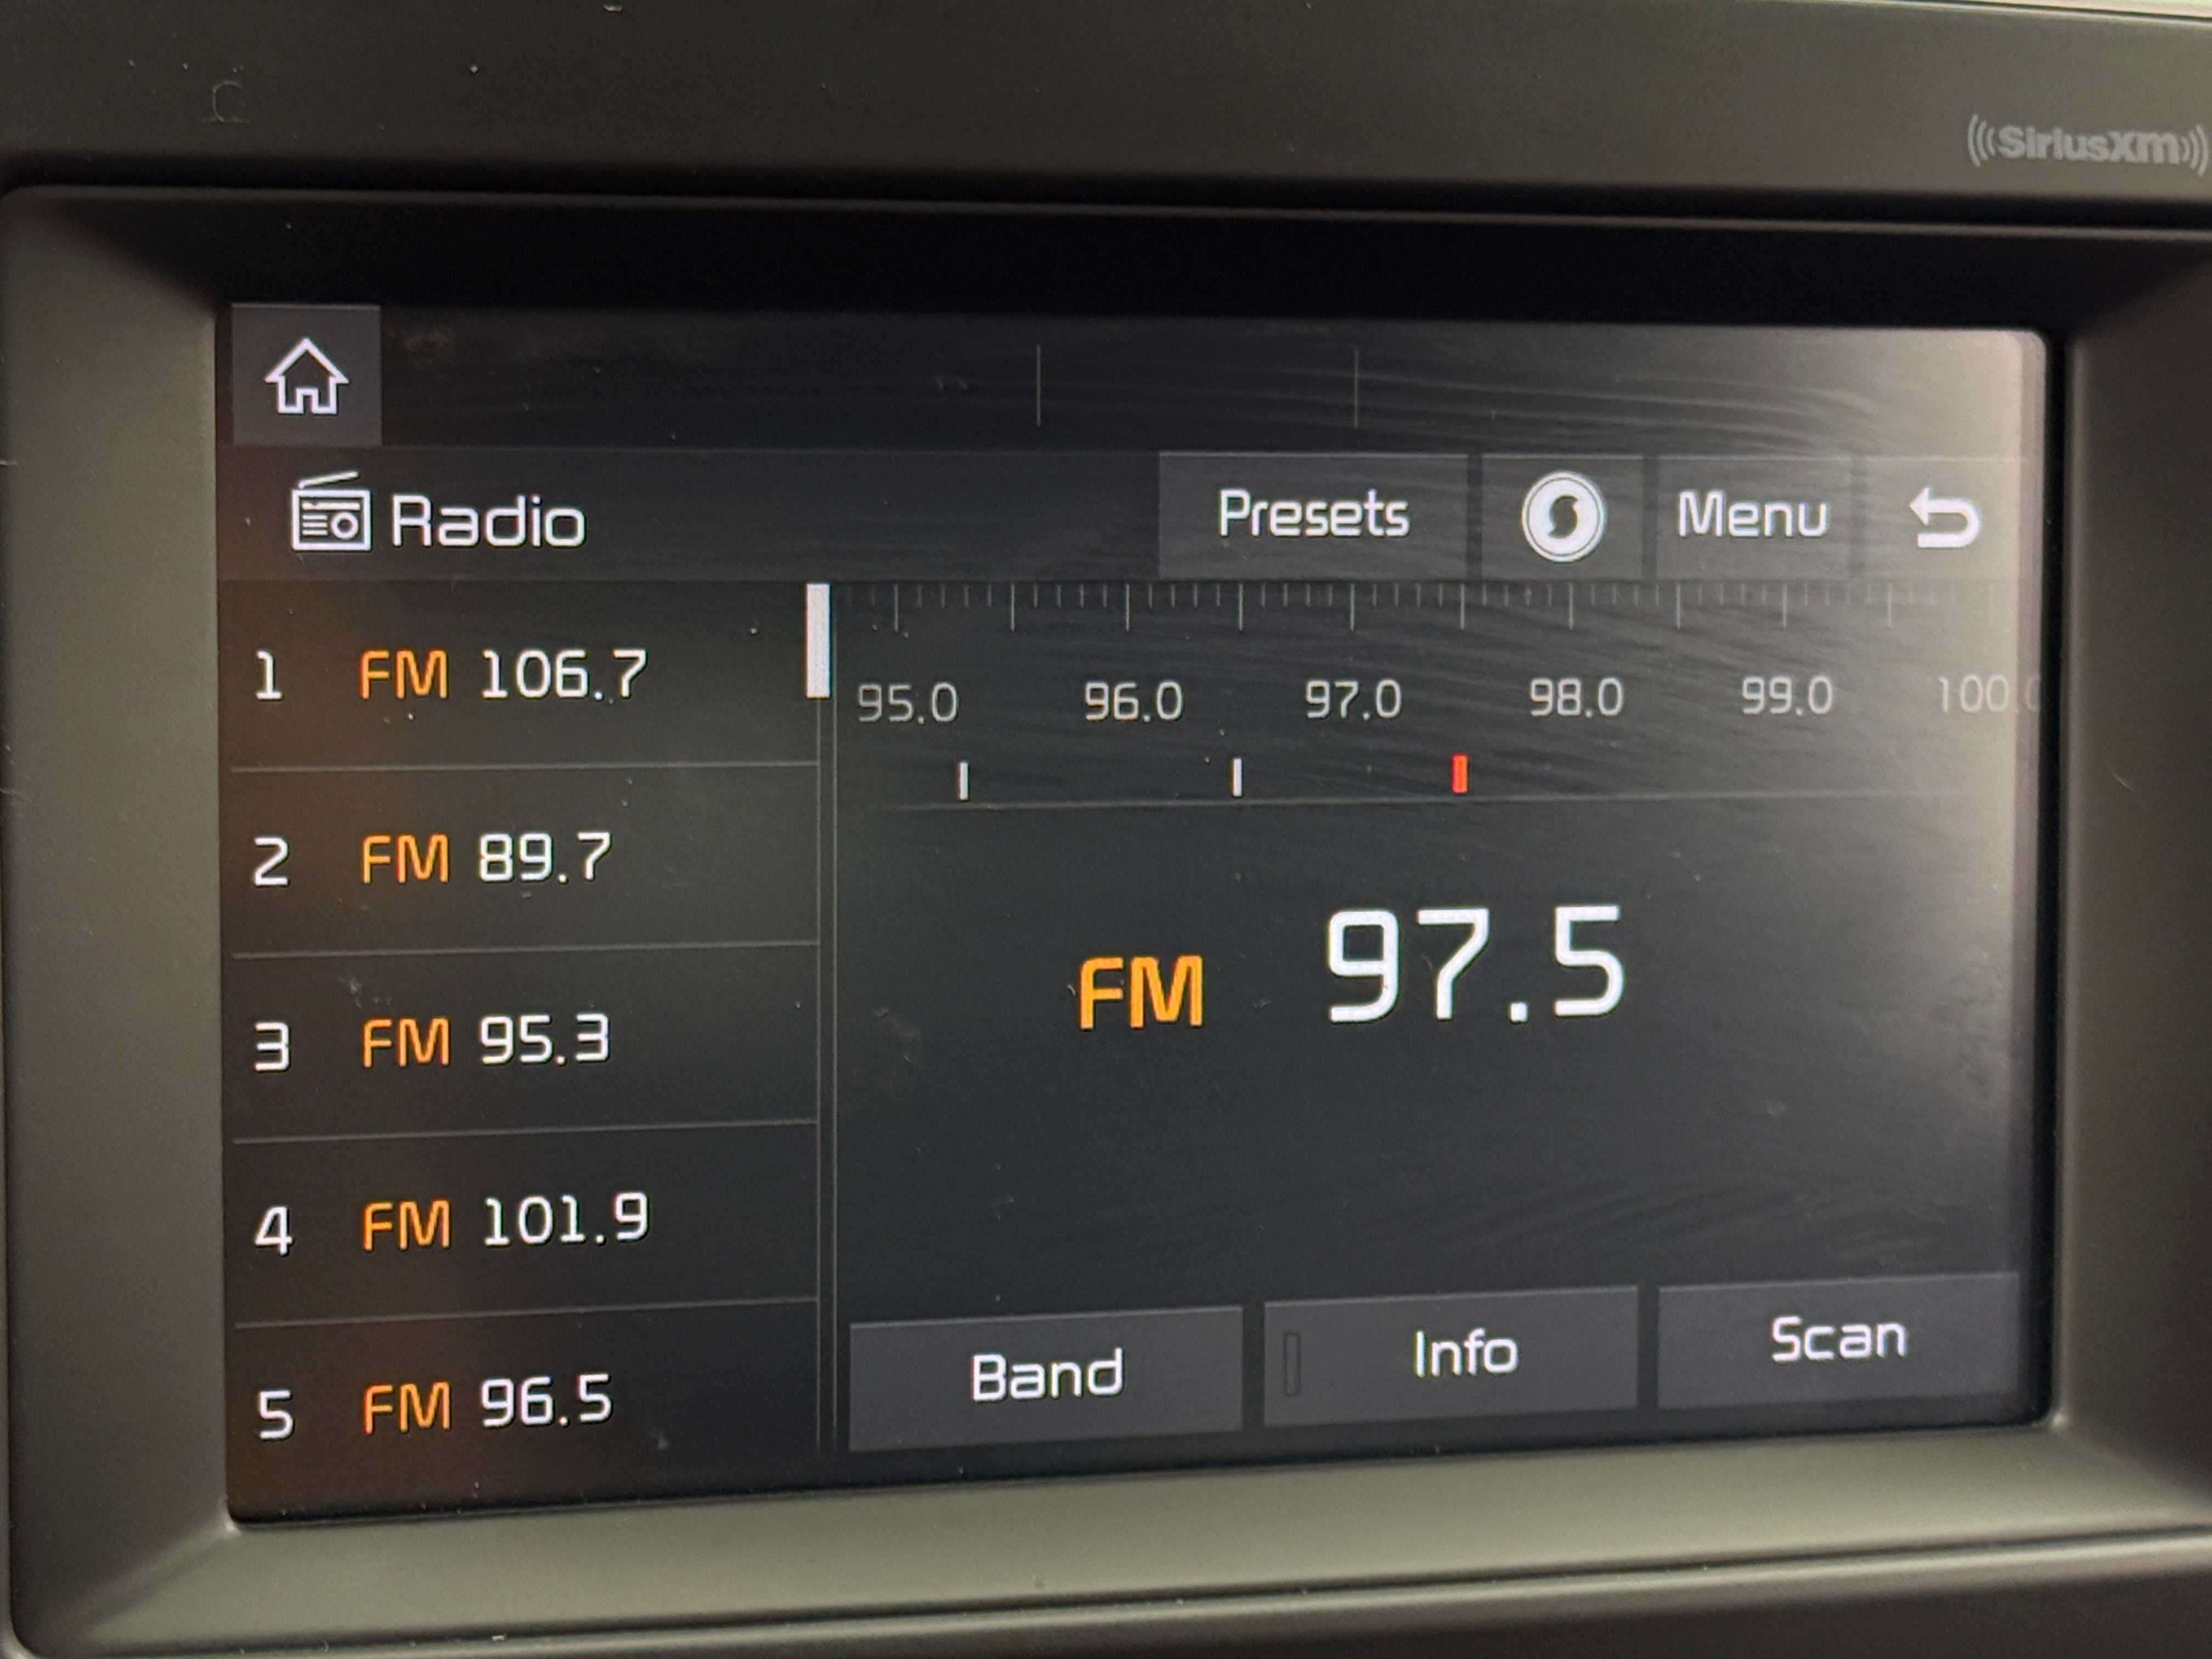 SiriusXM
Radio
Presets
Menu
1 FM 106.7
2 FM 89.7
3 FM 95.3
4 FM 101.9
5 FM 96.5
95.0 96.0 97.0 98.0 99.0 100.0
FM 97.5
Band
Info
Scan